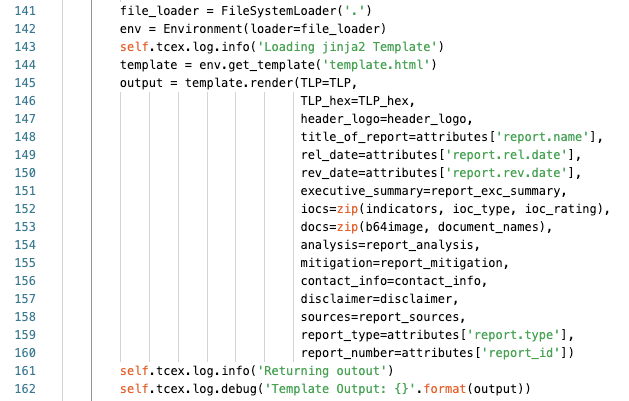 141 file_loader = FileSystemLoader('.')
142 env = Environment(loader=file_loader)
143 self.tcex.log.info('Loading jinja2 Template')
144 template = env.get_template('template.html')
145 output = template.render(TLP=TLP,
146 TLP_hex=TLP_hex,
147 header_logo=header_logo,
148 title_of_report=attributes['report.name'],
149 rel_date=attributes['report.rel.date'],
150 rev_date=attributes['report.rev.date'],
151 executive_summary=report_exc_summary,
152 iocs=zip(indicators, ioc_type, ioc_rating),
153 docs=zip(b64image, document_names),
154 analysis=report_analysis,
155 mitigation=report_mitigation,
156 contact_info=contact_info,
157 disclaimer=disclaimer,
158 sources=report_sources,
159 report_type=attributes['report.type'],
160 report_number=attributes['report_id'])
161 self.tcex.log.info('Returning outout')
162 self.tcex.log.debug('Template Output: {}'.format(output))